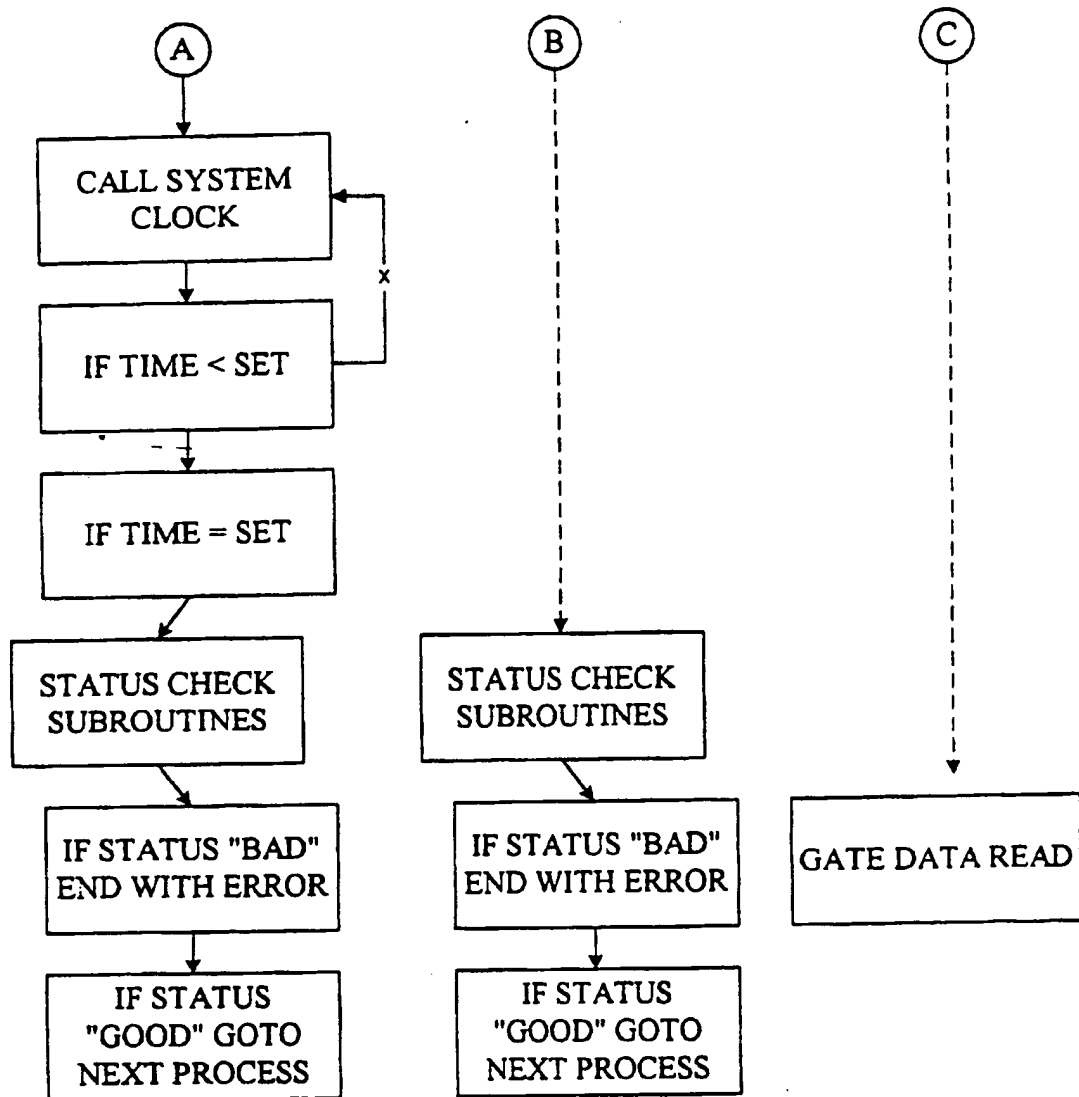 A
B
C
CALL SYSTEM
CLOCK
x
IF TIME < SET
IF TIME = SET
STATUS CHECK
SUBROUTINES
IF STATUS "BAD"
END WITH ERROR
IF STATUS
"GOOD" GOTO
NEXT PROCESS
STATUS CHECK
SUBROUTINES
IF STATUS "BAD"
END WITH ERROR
IF STATUS
"GOOD" GOTO
NEXT PROCESS
GATE DATA READ